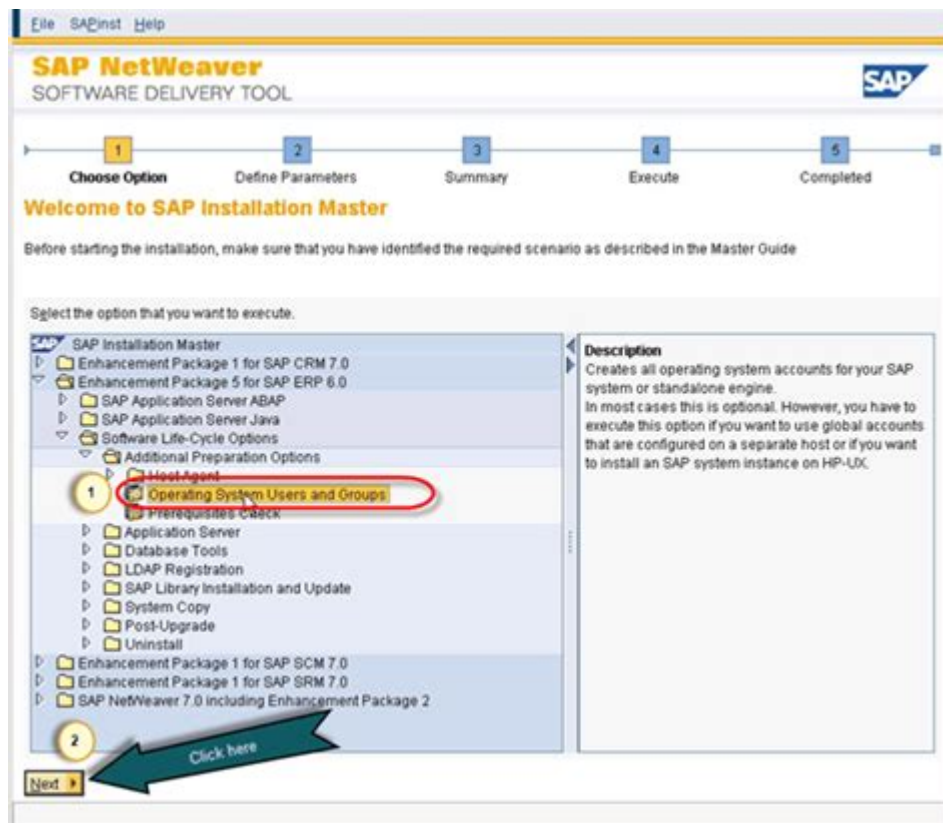 File SAPinst Help
SAP NetWeaver
SOFTWARE DELIVERY TOOL
SAP
1
2
3
4
5
Choose Option
Define Parameters
Summary
Execute
Completed
Welcome to SAP Installation Master
Before starting the installation, make sure that you have identified the required scenario as described in the Master Guide
Select the option that you want to execute.
SAP SAP Installation Master
Enhancement Package 1 for SAP CRM 7.0
Enhancement Package 5 for SAP ERP 6.0
SAP Application Server ABAP
SAP Application Server Java
Software Life-Cycle Options
Additional Preparation Options
Host Agent
1
Operating System Users and Groups
Prerequisites Check
Application Server
Database Tools
LDAP Registration
SAP Library Installation and Update
System Copy
Post-Upgrade
Uninstall
Enhancement Package 1 for SAP SCM 7.0
Enhancement Package 1 for SAP SRM 7.0
SAP NetWeaver 7.0 including Enhancement Package 2
Description
Creates all operating system accounts for your SAP
system or standalone engine.
In most cases this is optional. However, you have to
execute this option if you want to use global accounts
that are configured on a separate host or if you want
to install an SAP system instance on HP-UX.
2
Click here
Next